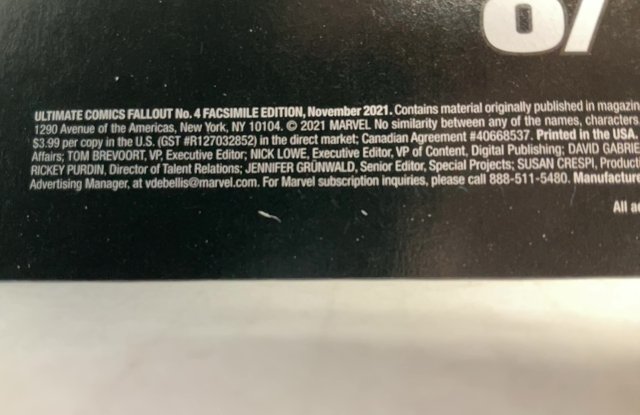 67
ULTIMATE COMICS FALLOUT No. 4 FACSIMILE EDITION, November 2021. Contains material originally published in magazin
1290 Avenue of the Americas, New York, NY 10104. © 2021 MARVEL No similarity between any of the names, characters,
$3.99 per copy in the U.S. (GST #R127032852) in the direct market; Canadian Agreement #40668537. Printed in the USA
Affairs; TOM BREVOORT, VP, Executive Editor; NICK LOWE, Executive Editor, VP of Content, Digital Publishing; DAVID GABRIE
RICKEY PURDIN, Director of Talent Relations; JENNIFER GRÜNWALD, Senior Editor, Special Projects; SUSAN CRESPI, Product
Advertising Manager, at vdebellis@marvel.com. For Marvel subscription inquiries, please call 888-511-5480. Manufacture
All